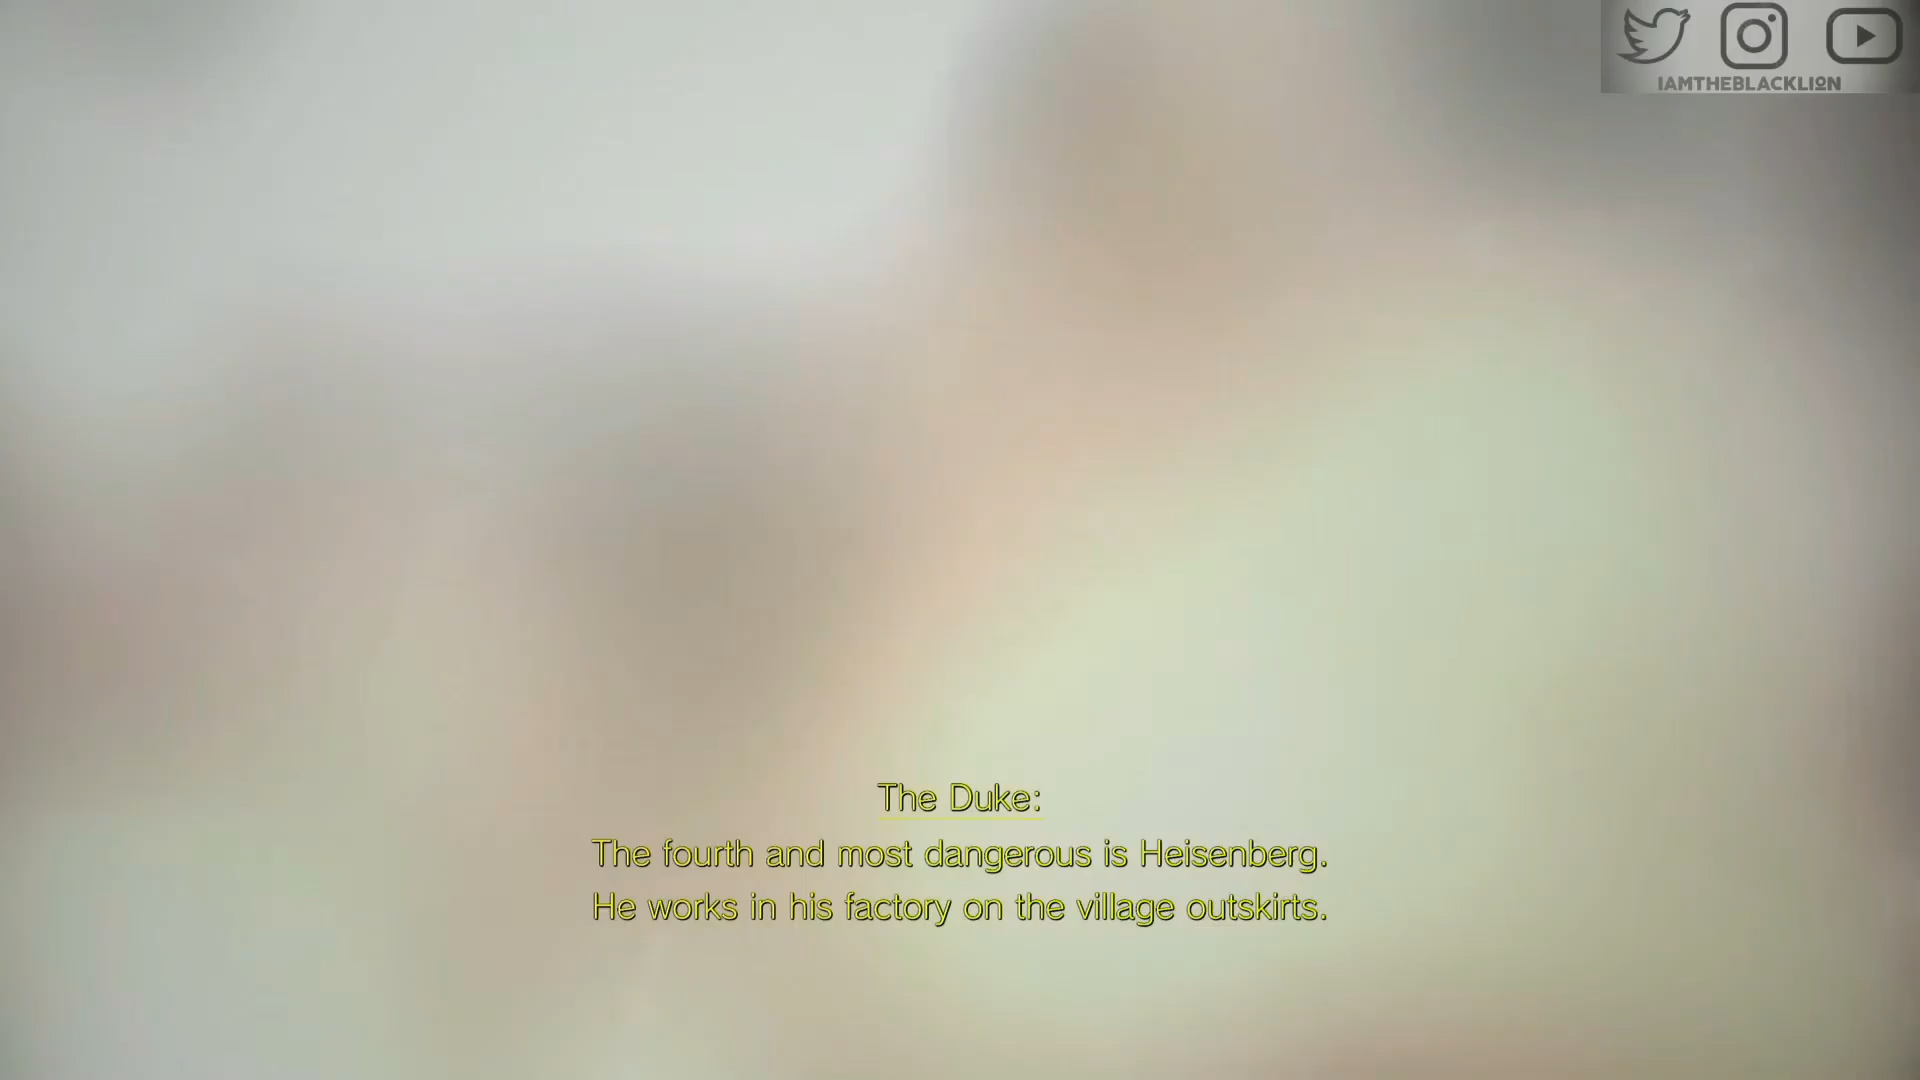 IAMTHEBLACKLION
The Duke:
The fourth and most dangerous is Heisenberg.
He works in his factory on the village outskirts.